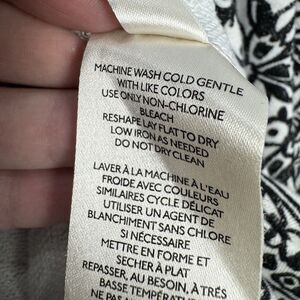 MACHINE WASH COLD GENTLE
WITH LIKE COLORS
USE ONLY NON-CHLORINE
BLEACH
RESHAPE LAY FLAT TO DRY
LOW IRON AS NEEDED
DO NOT DRY CLEAN
LAVER À LA MACHINE À L'EAU
FROIDE AVEC COULEURS
SIMILAIRES CYCLE DÉLICAT
UTILISER UN AGENT DE
BLANCHIMENT SANS CHLORE
SI NÉCESSAIRE
METTRE EN FORME ET
SECHER À PLAT
REPASSER, AU BESOIN, À TRÈS
BASSE TEMPÉRATURE
NE PAS